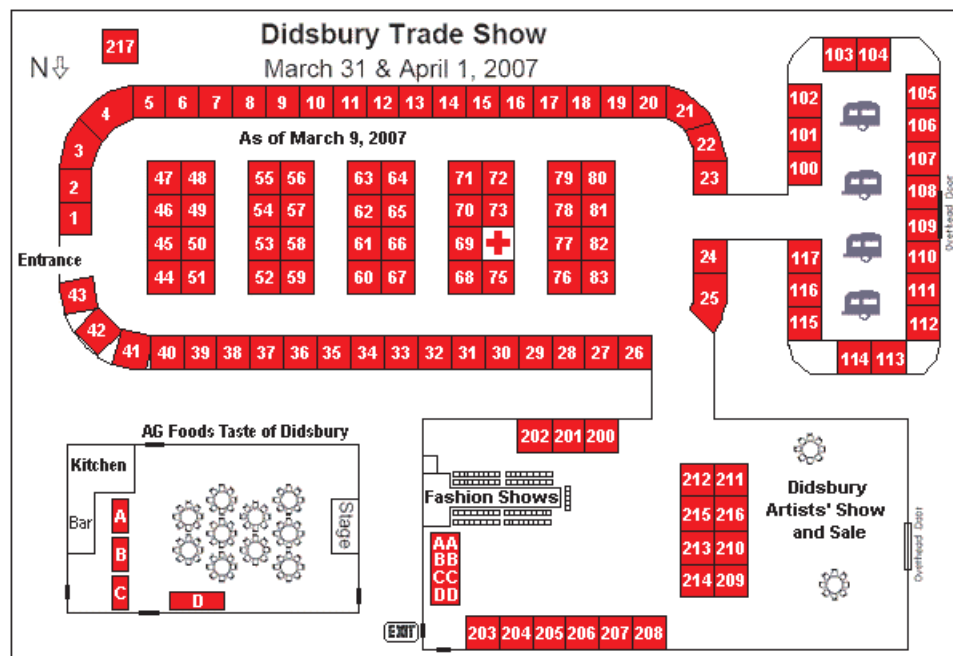 Didsbury Trade Show
March 31 & April 1, 2007
N
217
103 104
5 6 7 8 9 10 11 12 13 14 15 16 17 18 19 20
4
21
3
22
2
23
1
As of March 9, 2007
102
101
100
105
106
107
108
109
110
111
112
Overhead Door
47 48 55 56 63 64 71 72 79 80
46 49 54 57 62 65 70 73 78 81
45 50 53 58 61 66 69 77 82
44 51 52 59 60 67 68 75 76 83
Entrance
24
25
117
116
115
114 113
43
42
41 40 39 38 37 36 35 34 33 32 31 30 29 28 27 26
AG Foods Taste of Didsbury
Kitchen
Bar
A
B
C
D
Stage
202 201 200
Fashion Shows
AA
BB
CC
DD
212 211
215 216
213 210
214 209
Didsbury
Artists' Show
and Sale
Overhead Door
EXIT
203 204 205 206 207 208